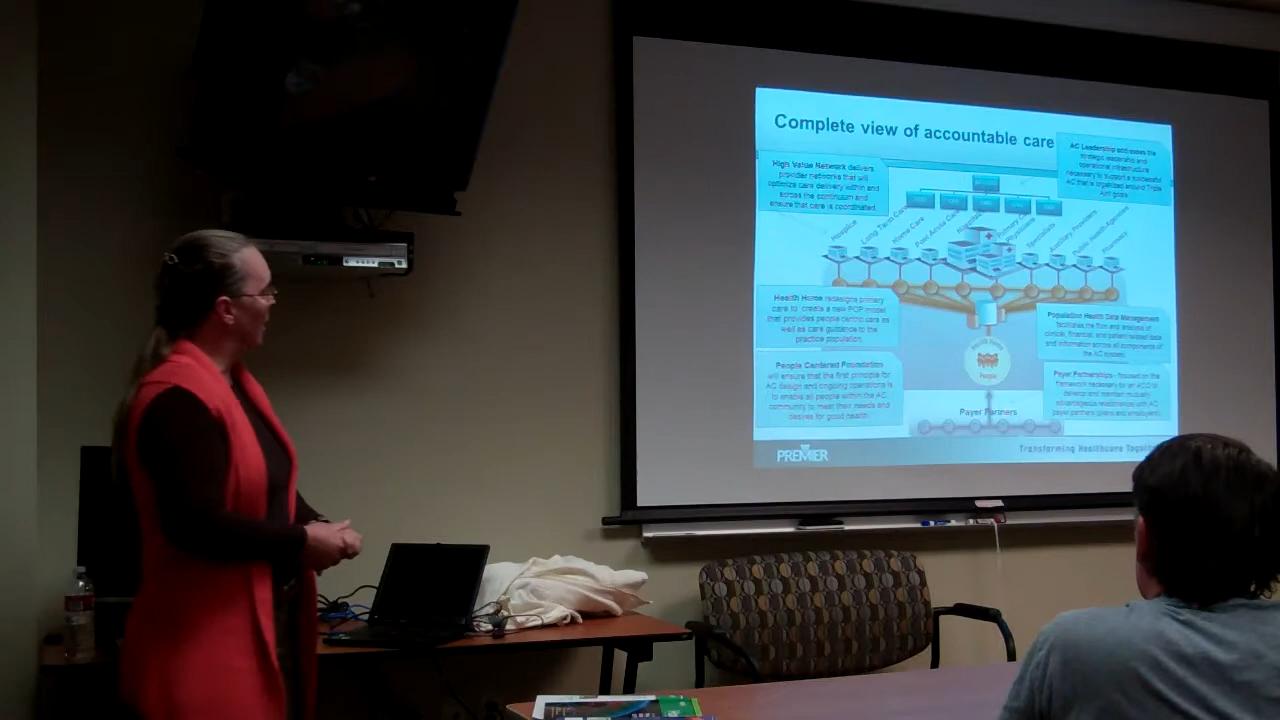 Complete view of accountable care
High Value Network delivers
provider networks that will
optimize care delivery within and
across the continuum and
ensure that care is coordinated.
AC Leadership addresses the
strategic leadership and
operational infrastructure
necessary to support a successful
AC that is organized around Triple
Aim goals
Hospice
Long Term Care
Home Care
Post Acute Care
Hospitals
Primary Care
Physicians
Specialists
Ancillary Providers
Public Health Agencies
Pharmacy
Health Home redesigns primary
care to create a new PCP model
that provides people centric care as
well as care guidance to the
practice population.
Population Health Data Management
facilitates the flow and analysis of
clinical, financial, and patient related data
and information across all components of
the AC system.
Health Home
People
People Centered Foundation
will ensure that the first principle for
AC design and ongoing operations is
to enable all people within the AC
community to meet their needs and
desires for good health.
Payer Partnerships - focused on the
framework necessary for an ACO to
develop and maintain mutually
advantageous relationships with AC
payer partners (plans and employers).
Payer Partners
PREMIER
Transforming Healthcare